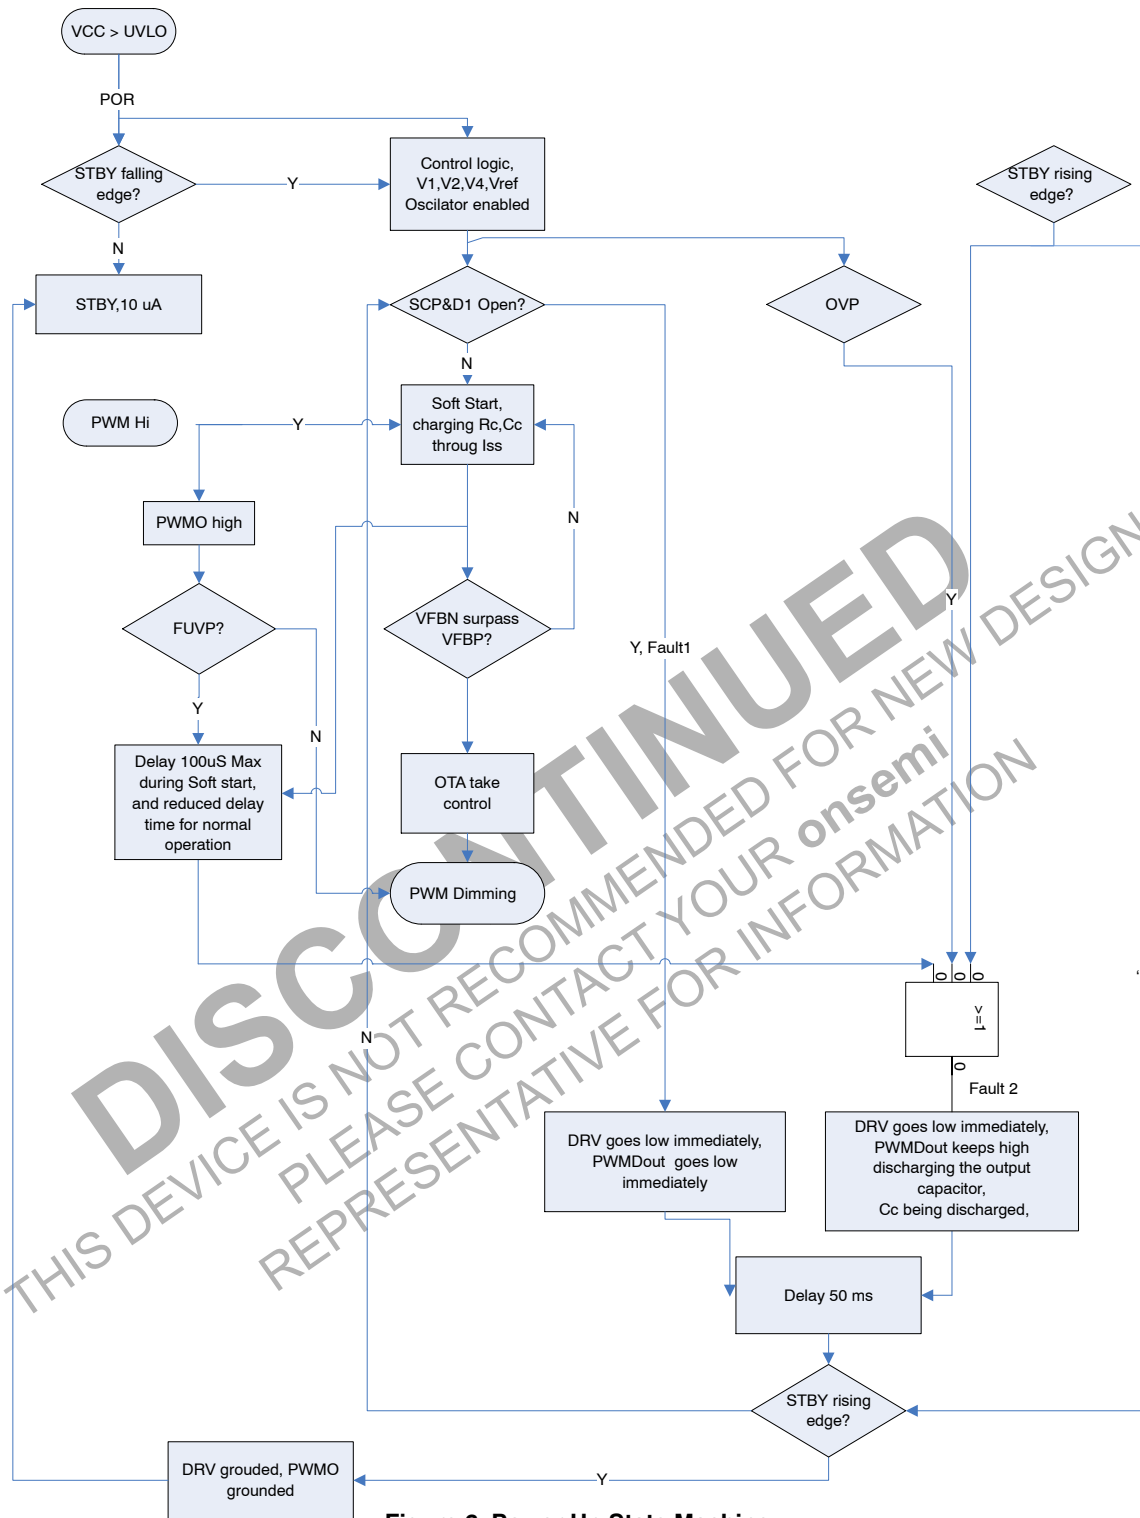 VCC > UVLO
POR
STBY falling
edge?
Y
N
STBY,10 uA
Control logic,
V1,V2,V4,Vref
Oscilator enabled
STBY rising
edge?
SCP&D1 Open?
OVP
N
Soft Start,
charging Rc,Cc
throug Iss
PWM Hi
Y
PWMO high
N
FUVP?
VFBN surpass
VFBP?
Y, Fault1
Y
Y
N
Delay 100uS Max
during Soft start,
and reduced delay
time for normal
operation
OTA take
control
PWM Dimming
0
0
0
>=1
0
Fault 2
N
DRV goes low immediately,
PWMDout goes low
immediately
DRV goes low immediately,
PWMDout keeps high
discharging the output
capacitor,
Cc being discharged,
Delay 50 ms
STBY rising
edge?
Y
DRV grouded, PWMO
grounded
DISCONTINUED
THIS DEVICE IS NOT RECOMMENDED FOR NEW DESIGN
PLEASE CONTACT YOUR onsemi
REPRESENTATIVE FOR INFORMATION